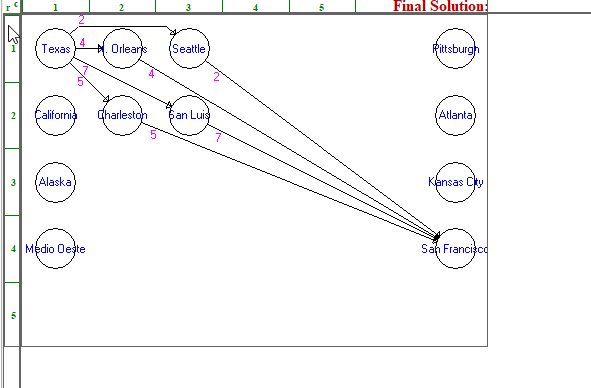 r c 1 2 3 4 5 Final Solution:
2
1 Texas 4 N. Orleans Seattle Pittsburgh
7 4 2
5
2 California Charleston San Luis Atlanta
5 7
3 Alaska Kansas City
4 Medio Oeste San Francisco
5